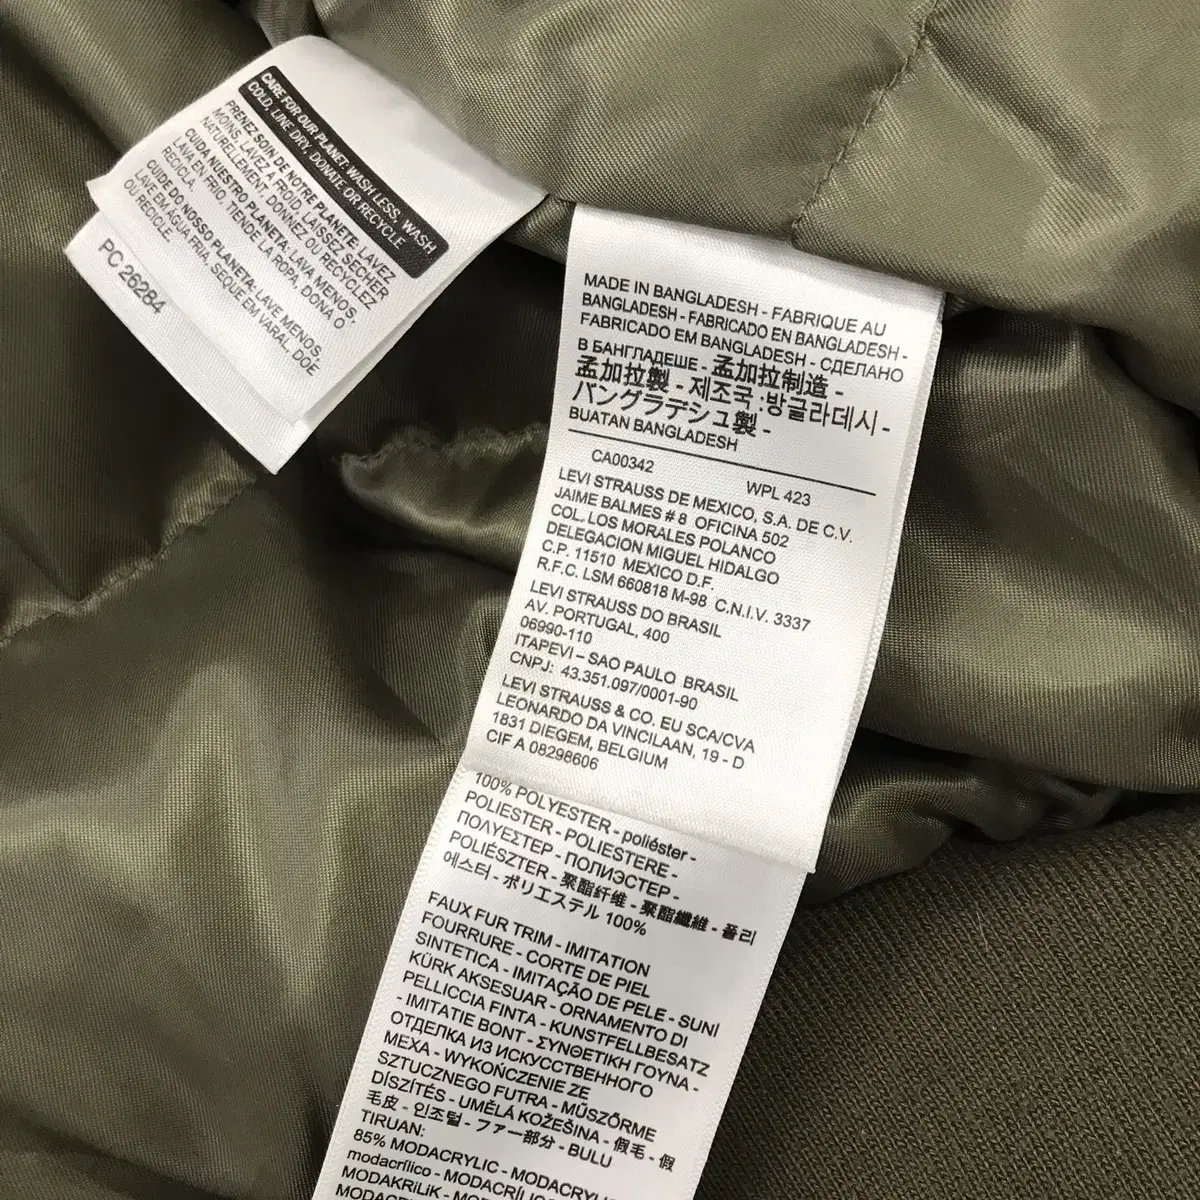 CARE FOR OUR PLANET: WASH LESS, WASH
COLD, LINE DRY, DONATE OR RECYCLE.
PRENEZ SOIN DE NOTRE PLANÈTE: LAVEZ
MOINS, LAVEZ À FROID, LAISSEZ SÉCHER
NATURELLEMENT, DONNEZ OU RECYCLEZ
CUIDA NUESTRO PLANETA: LAVA MENOS,
LAVA EN FRIO, TIENDE LA ROPA, DONA O
RECICLA.
CUIDE DO NOSSO PLANETA: LAVE MENOS,
LAVE EM AGUA FRIA, SEQUE EM VARAL, DOE
OU RECICLE.
PC 26284
MADE IN BANGLADESH - FABRIQUE AU
BANGLADESH - FABRICADO EN BANGLADESH -
FABRICADO EM BANGLADESH - СДЕЛАНО
В БАНГЛАДЕШЕ - 孟加拉制造 -
孟加拉製 - 제조국 :방글라데시 -
バングラデシュ製 -
BUATAN BANGLADESH
CA00342 WPL 423
LEVI STRAUSS DE MEXICO, S.A. DE C.V.
JAIME BALMES # 8 OFICINA 502
COL. LOS MORALES POLANCO
DELEGACION MIGUEL HIDALGO
C.P. 11510 MEXICO D.F.
R.F.C. LSM 660818 M-98 C.N.I.V. 3337
LEVI STRAUSS DO BRASIL
AV. PORTUGAL, 400
06990-110
ITAPEVI – SAO PAULO BRASIL
CNPJ: 43.351.097/0001-90
LEVI STRAUSS & CO. EU SCA/CVA
LEONARDO DA VINCILAAN, 19 - D
1831 DIEGEM, BELGIUM
CIF A 08298606
100% POLYESTER - poliéster -
POLIESTER - POLIESTERE -
ΠΟΛΥΕΣΤΕΡ - ПОЛИЭСТЕР -
POLIÉSZTER - 聚酯纤维 - 聚酯纖維 - 폴리
에스터 - ポリエステル 100%
FAUX FUR TRIM - IMITATION
FOURRURE - CORTE DE PIEL
SINTETICA - IMITAÇÃO DE PELE - SUNİ
KÜRK AKSESUAR - ORNAMENTO DI
PELLICCIA FINTA - KUNSTFELLBESATZ
- IMITATIE BONT - ΣΥΝΘΕΤΙΚΗ ΓΟΥΝΑ -
ОТДЕЛКА ИЗ ИСКУССТВЕННОГО
МЕХА - WYKOŃCZENIE ZE
SZTUCZNEGO FUTRA - MŰSZŐRME
DÍSZÍTÉS - UMĚLÁ KOŽEŠINA - 假毛 - 假
毛皮 - 인조털 - ファー部分 - BULU
TIRUAN:
85% MODACRYLIC - MODACRYLIC
modacrílico - MODACRÍLICO
MODAKRİLİK - MODACR